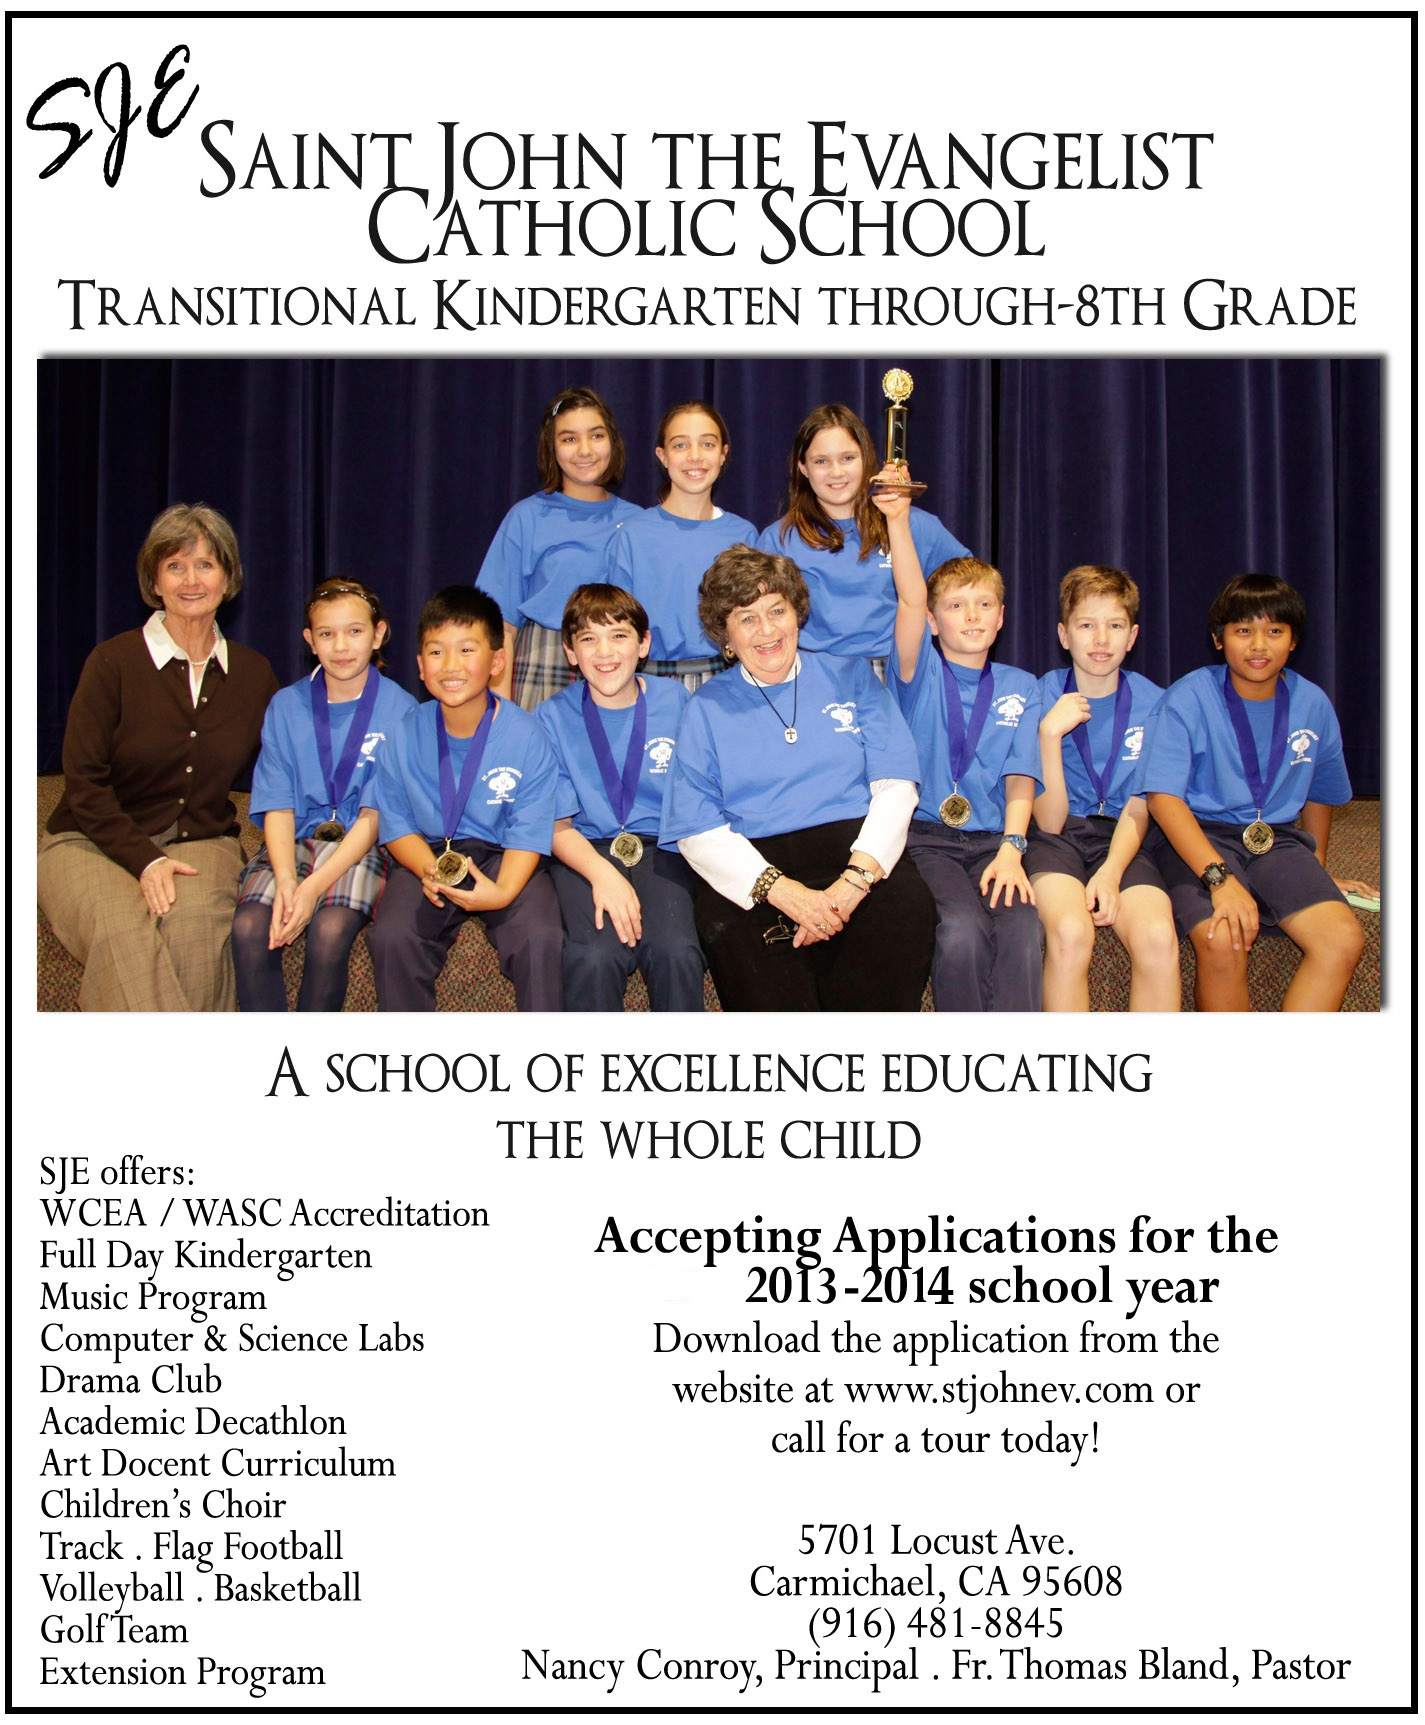 SJE
Saint John the Evangelist
Catholic School
Transitional Kindergarten through-8th Grade
A school of excellence educating
the whole child
SJE offers:
WCEA / WASC Accreditation
Full Day Kindergarten
Music Program
Computer & Science Labs
Drama Club
Academic Decathlon
Art Docent Curriculum
Children's Choir
Track . Flag Football
Volleyball . Basketball
Golf Team
Extension Program
Accepting Applications for the
2013-2014 school year
Download the application from the
website at www.stjohnev.com or
call for a tour today!
5701 Locust Ave.
Carmichael, CA 95608
(916) 481-8845
Nancy Conroy, Principal . Fr. Thomas Bland, Pastor